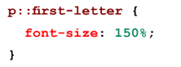 p::first-letter {
  font-size: 150%;
}